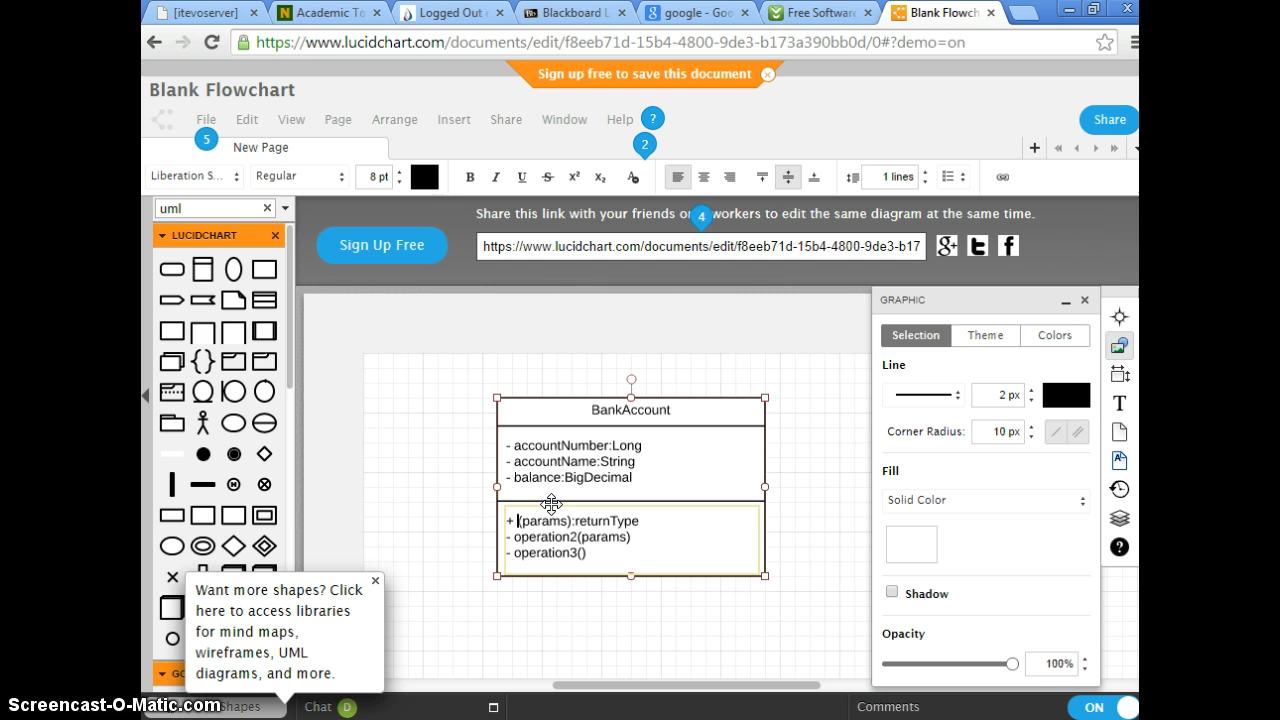 [itevoserver]
Academic To
Logged Out
Blackboard L
google - Goo
Free Software
Blank Flowch
https://www.lucidchart.com/documents/edit/f8eeb71d-15b4-4800-9de3-b173a390bb0d/0#?demo=on
Sign up free to save this document
Blank Flowchart
File Edit View Page Arrange Insert Share Window Help ?
Share
5
New Page
2
Liberation S... Regular 8 pt B I U S x² x₂ 1 lines
uml
Share this link with your friends or 4 workers to edit the same diagram at the same time.
Sign Up Free
https://www.lucidchart.com/documents/edit/f8eeb71d-15b4-4800-9de3-b17
LUCIDCHART
GRAPHIC
Selection Theme Colors
Line
2 px
Corner Radius: 10 px
Fill
Solid Color
Shadow
Opacity
100%
BankAccount
- accountNumber:Long
- accountName:String
- balance:BigDecimal
+ (params):returnType
- operation2(params)
- operation3()
Want more shapes? Click
here to access libraries
for mind maps,
wireframes, UML
diagrams, and more.
Screencast-O-Matic.com
Shapes
Chat D
Comments
ON